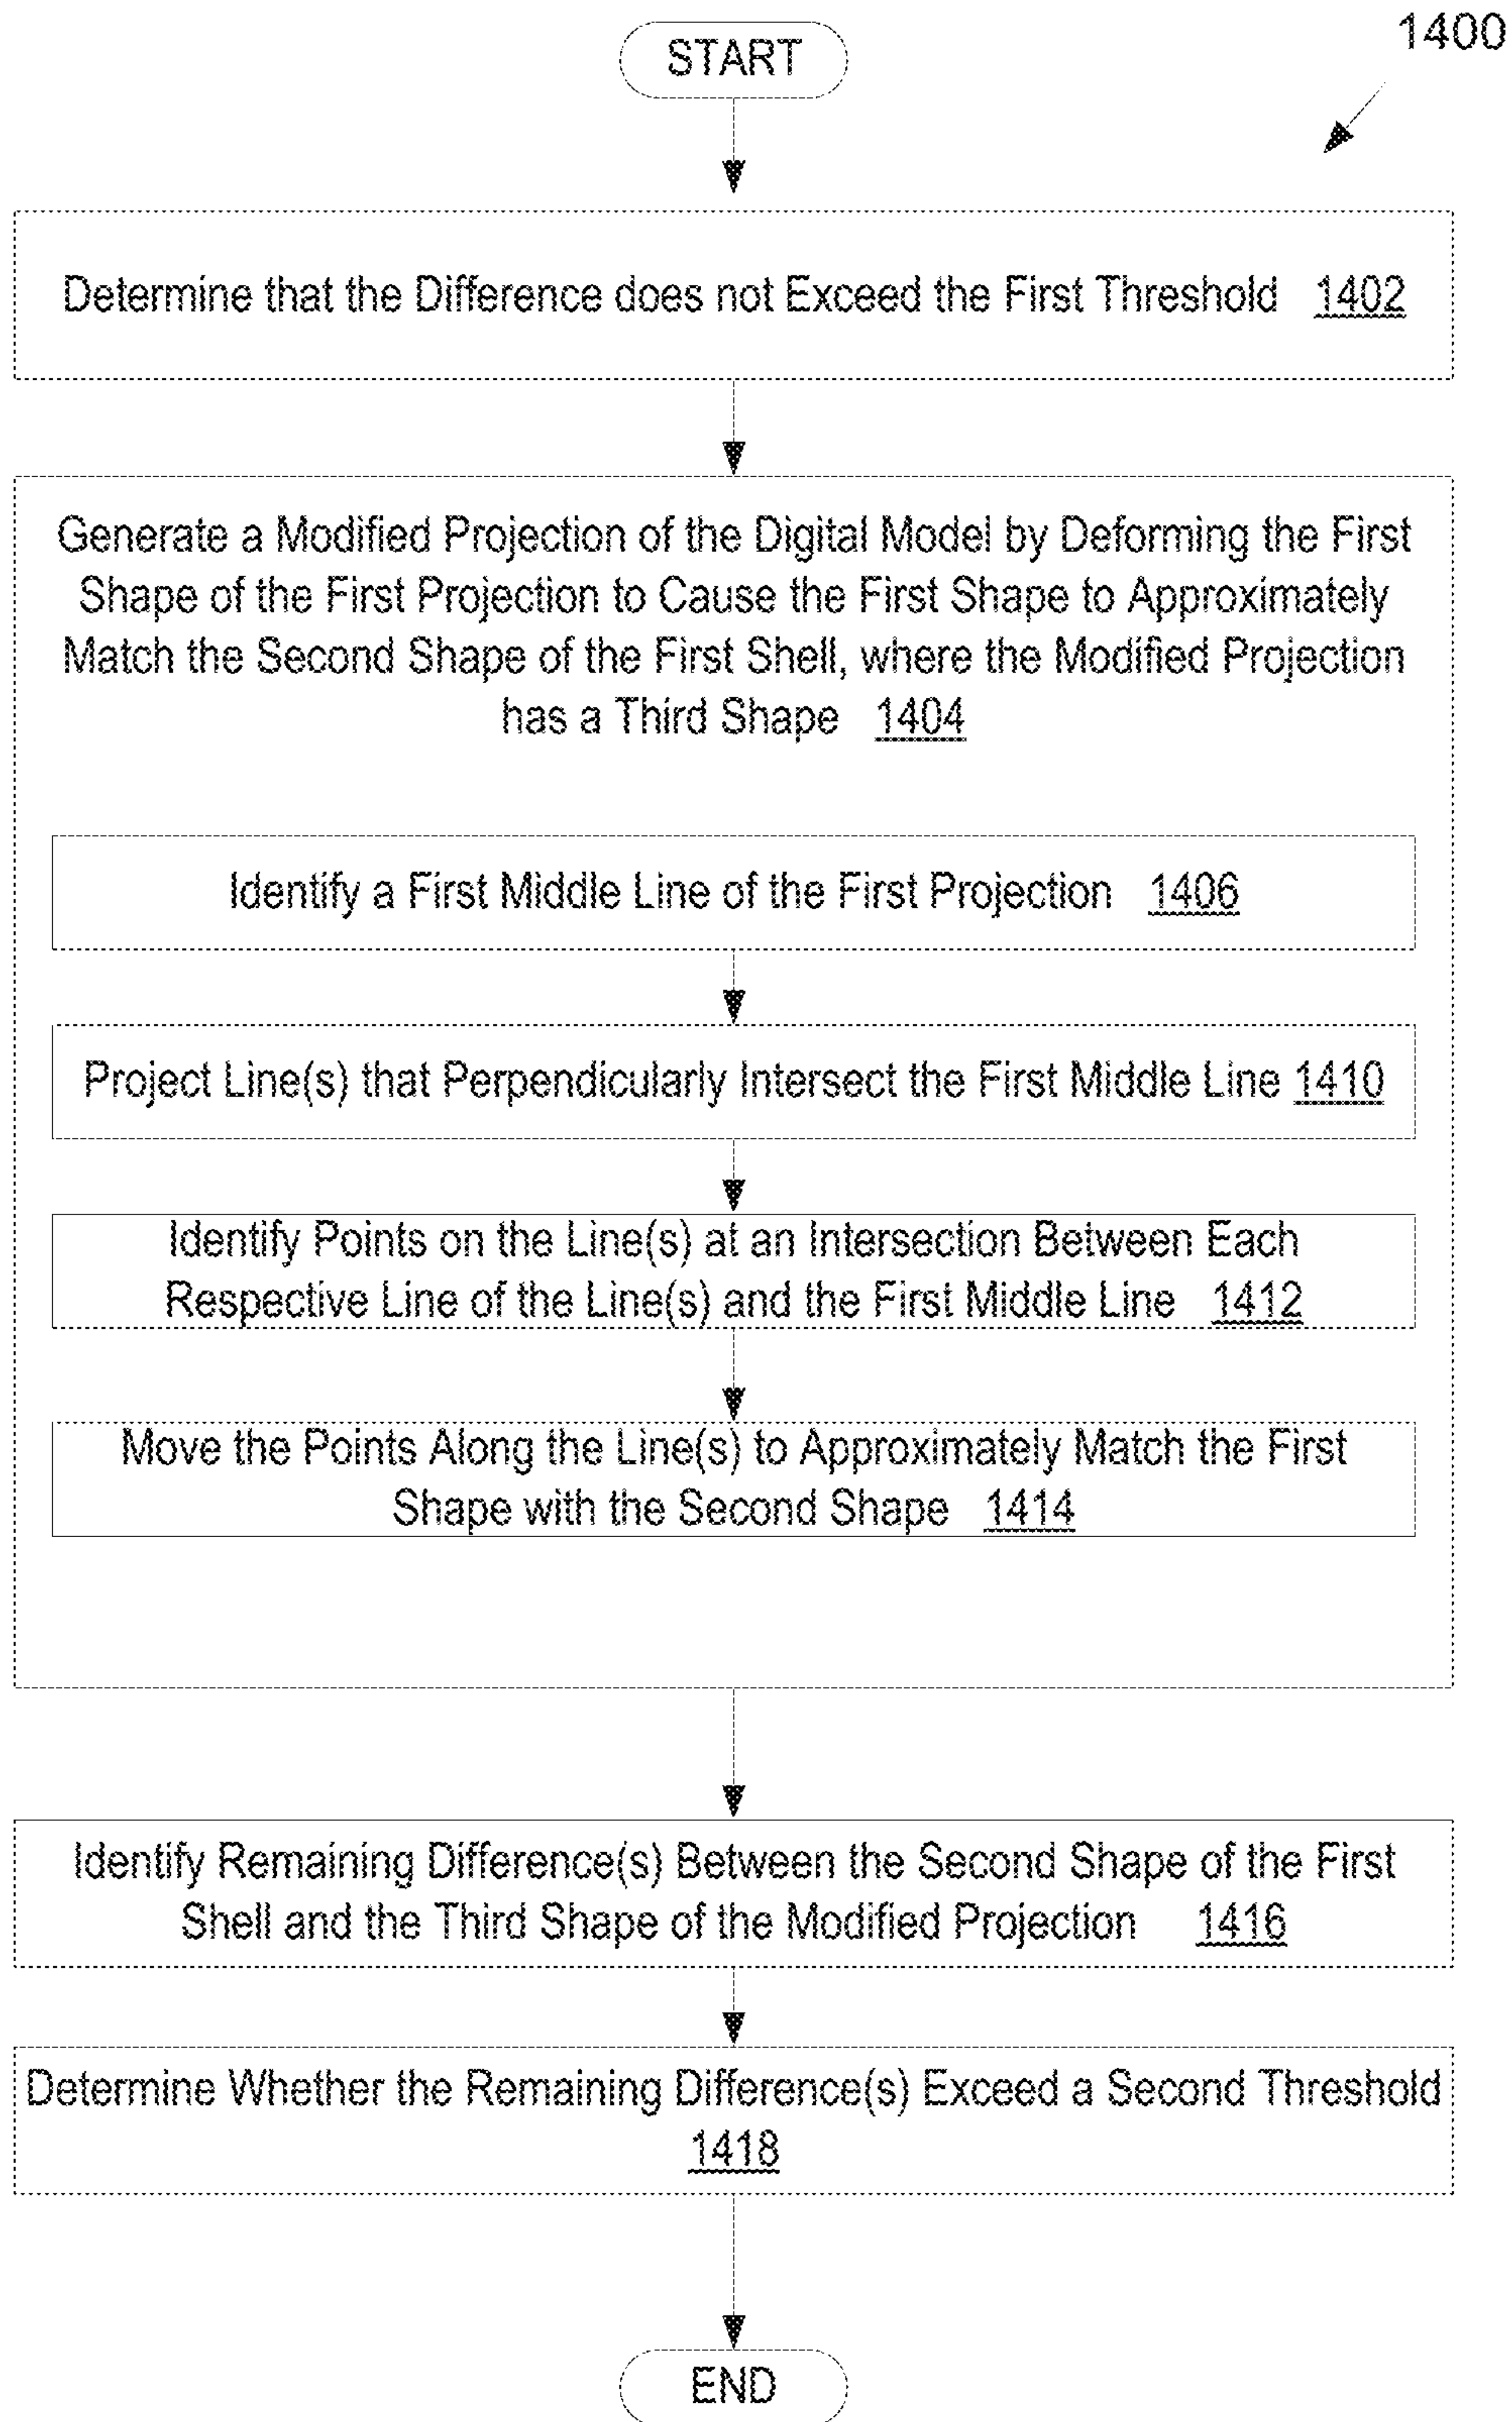 1400
START
Determine that the Difference does not Exceed the First Threshold 1402
Generate a Modified Projection of the Digital Model by Deforming the First
Shape of the First Projection to Cause the First Shape to Approximately
Match the Second Shape of the First Shell, where the Modified Projection
has a Third Shape 1404
Identify a First Middle Line of the First Projection 1406
Project Line(s) that Perpendicularly Intersect the First Middle Line 1410
Identify Points on the Line(s) at an Intersection Between Each
Respective Line of the Line(s) and the First Middle Line 1412
Move the Points Along the Line(s) to Approximately Match the First
Shape with the Second Shape 1414
Identify Remaining Difference(s) Between the Second Shape of the First
Shell and the Third Shape of the Modified Projection 1416
Determine Whether the Remaining Difference(s) Exceed a Second Threshold
1418
END